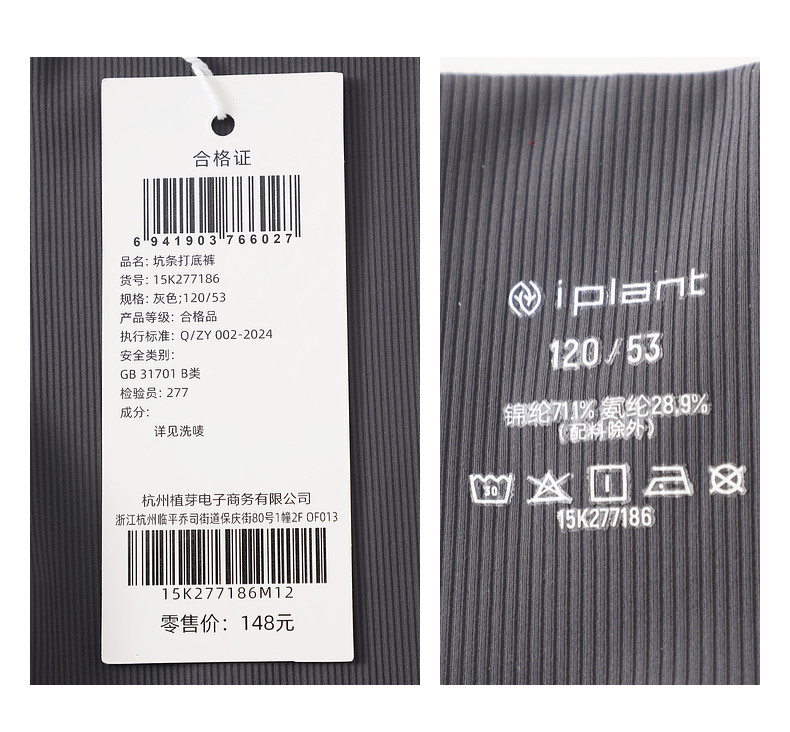 合格证
6 941903 766027
品名: 坑条打底裤
货号: 15K277186
规格: 灰色;120/53
产品等级: 合格品
执行标准: Q/ZY 002-2024
安全类别:
GB 31701 B类
检验员: 277
成分:
详见洗唛
杭州植芽电子商务有限公司
浙江杭州临平乔司街道保庆街80号1幢2F OF013
15K277186M12
零售价: 148元
iplant
120/53
锦纶71.1% 氨纶28.9%
(配料除外)
30
15K277186